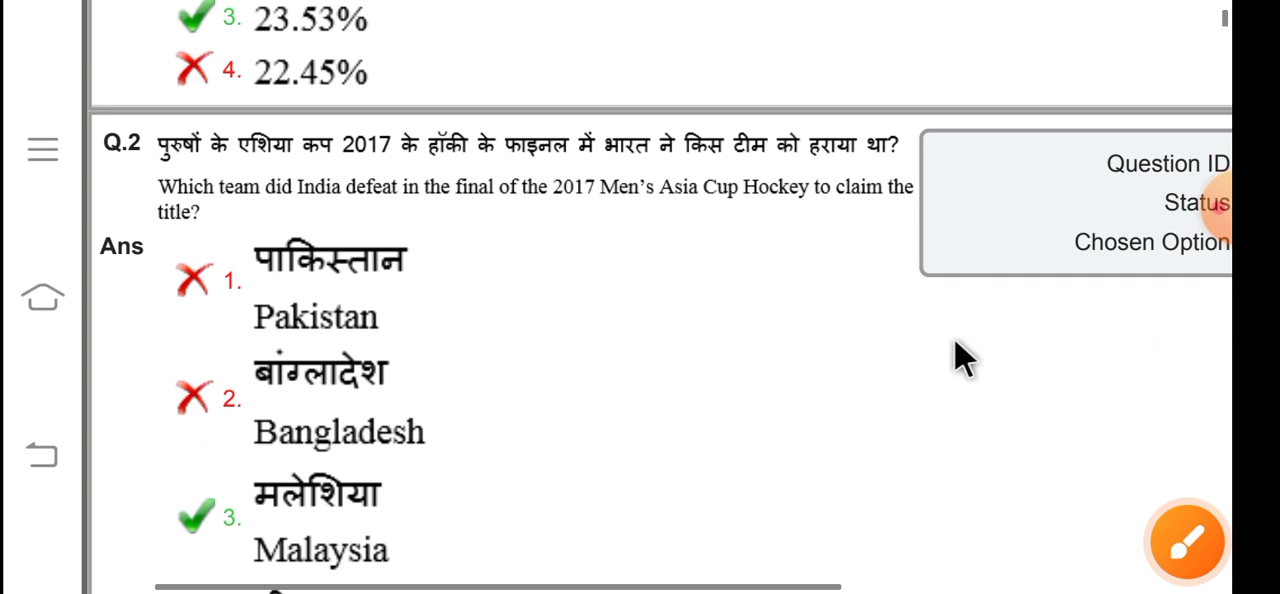 3. 23.53%
4. 22.45%
Q.2 पुरुषों के एशिया कप 2017 के हॉकी के फाइनल में भारत ने किस टीम को हराया था?
Which team did India defeat in the final of the 2017 Men's Asia Cup Hockey to claim the
title?
Question ID
Status
Chosen Option
Ans
1. पाकिस्तान
Pakistan
2. बांग्लादेश
Bangladesh
3. मलेशिया
Malaysia